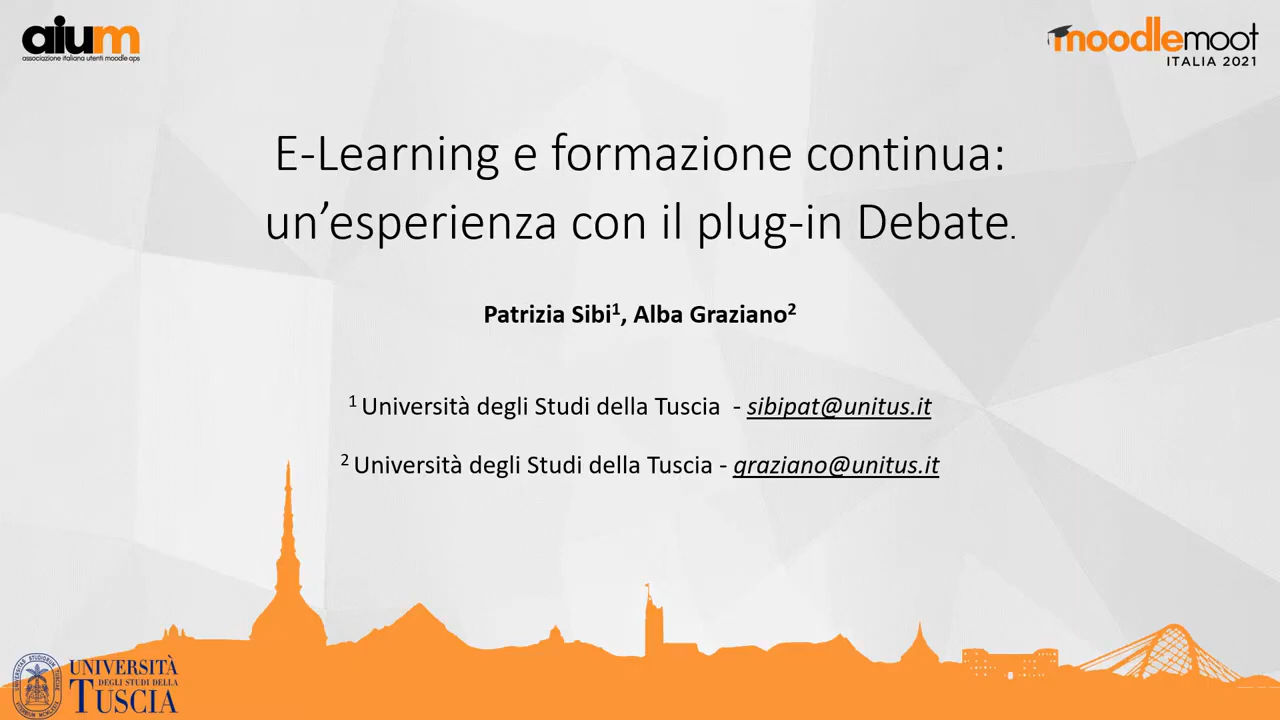 aium
associazione italiana utenti moodle aps
moodlemoot
ITALIA 2021
E-Learning e formazione continua:
un’esperienza con il plug-in Debate.
Patrizia Sibi¹, Alba Graziano²
¹ Università degli Studi della Tuscia - sibipat@unitus.it
² Università degli Studi della Tuscia - graziano@unitus.it
UNIVERSITÀ
DEGLI STUDI DELLA
TUSCIA